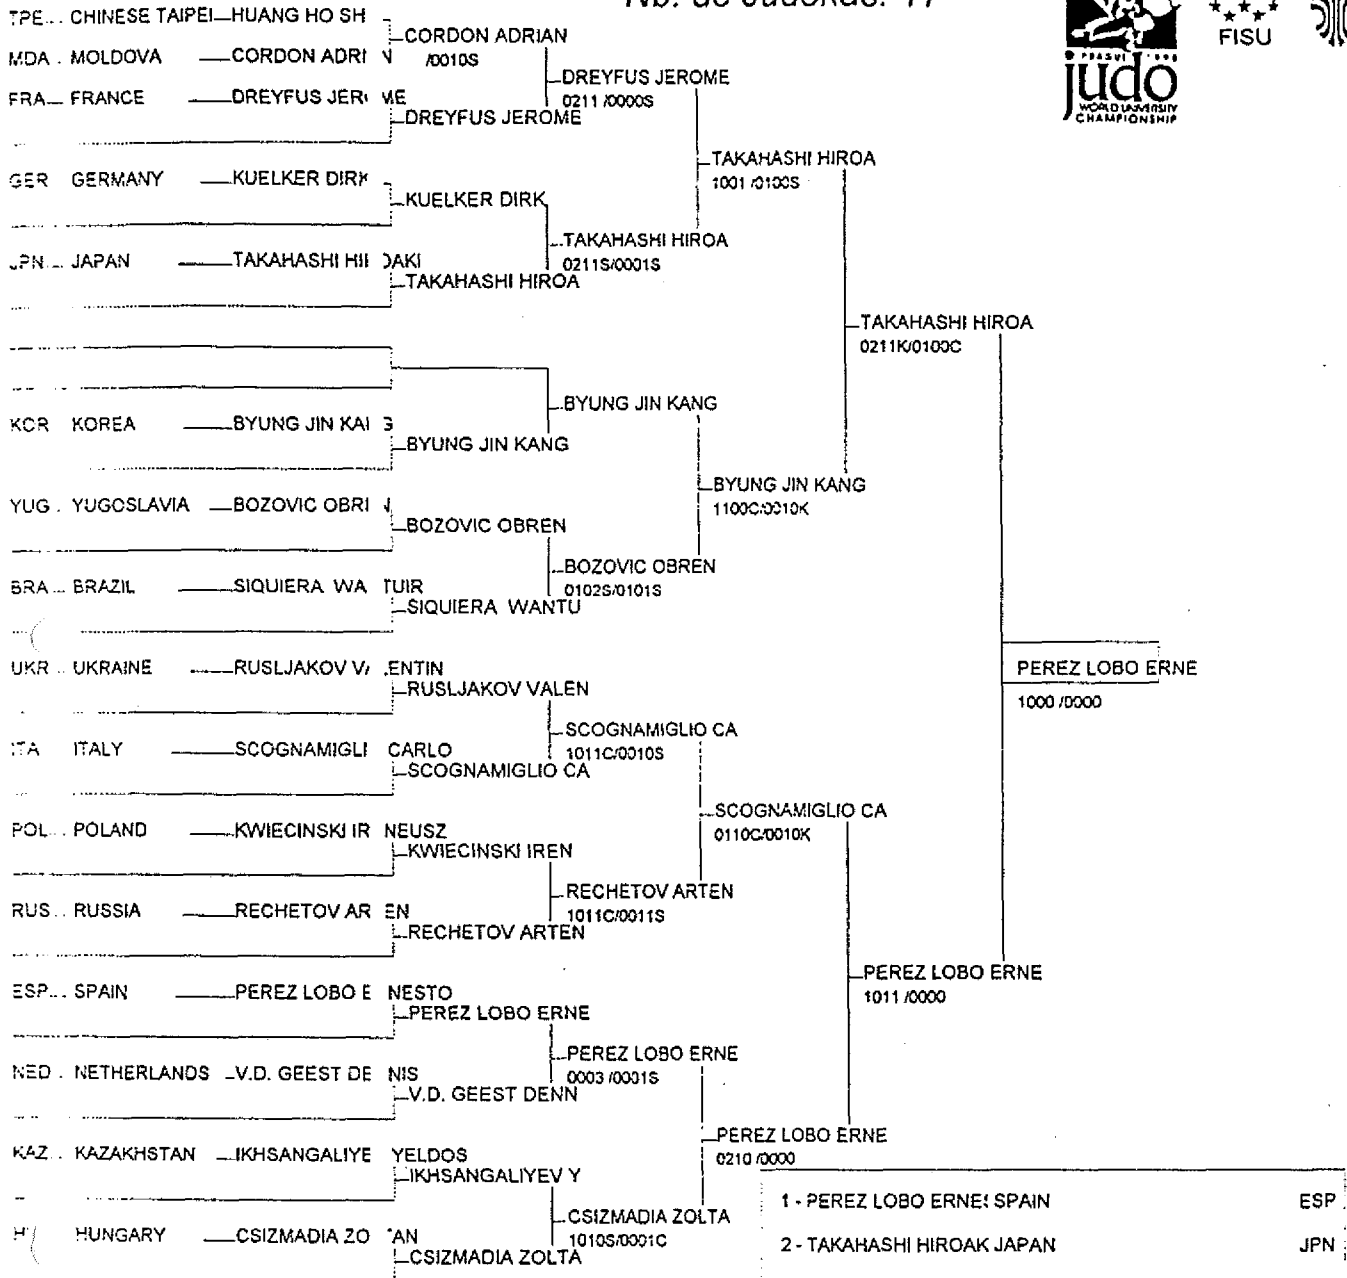 Nb. de Judokas: 17
PRAGUE 1998
judo
WORLD UNIVERSITY
CHAMPIONSHIP
FISU
TPE... CHINESE TAIPEI HUANG HO SH
MDA . MOLDOVA CORDON ADRI N
CORDON ADRIAN
/0010S
FRA FRANCE DREYFUS JER ME
DREYFUS JEROME
DREYFUS JEROME
0211 /0000S
GER GERMANY KUELKER DIRK
KUELKER DIRK
JPN ... JAPAN TAKAHASHI HI OAKI
TAKAHASHI HIROA
TAKAHASHI HIROA
0211S/0001S
TAKAHASHI HIROA
1001 /0100S
TAKAHASHI HIROA
0211K/0100C
KOR KOREA BYUNG JIN KA G
BYUNG JIN KANG
BYUNG JIN KANG
YUG . YUGOSLAVIA BOZOVIC OBRE N
BOZOVIC OBREN
BRA ... BRAZIL SIQUIERA WA TUIR
SIQUIERA WANTU
BOZOVIC OBREN
0102S/0101S
BYUNG JIN KANG
1100C/0010K
UKR .. UKRAINE RUSLJAKOV VA ENTIN
RUSLJAKOV VALEN
ITA ITALY SCOGNAMIGLI CARLO
SCOGNAMIGLIO CA
SCOGNAMIGLIO CA
1011C/0010S
POL... POLAND KWIECINSKI IR NEUSZ
KWIECINSKI IREN
RUS... RUSSIA RECHETOV AR EN
RECHETOV ARTEN
RECHETOV ARTEN
1011C/0011S
SCOGNAMIGLIO CA
0110C/0010K
ESP... SPAIN PEREZ LOBO E NESTO
PEREZ LOBO ERNE
NED . NETHERLANDS V.D. GEEST DE NIS
V.D. GEEST DENN
PEREZ LOBO ERNE
0003 /0001S
KAZ... KAZAKHSTAN IKHSANGALIYE YELDOS
IKHSANGALIYEV Y
HUNGARY CSIZMADIA ZO AN
CSIZMADIA ZOLTA
CSIZMADIA ZOLTA
1010S/0001C
PEREZ LOBO ERNE
0210 /0000
PEREZ LOBO ERNE
1011 /0000
PEREZ LOBO ERNE
1000 /0000
1 - PEREZ LOBO ERNE SPAIN ESP
2 - TAKAHASHI HIROAK JAPAN JPN